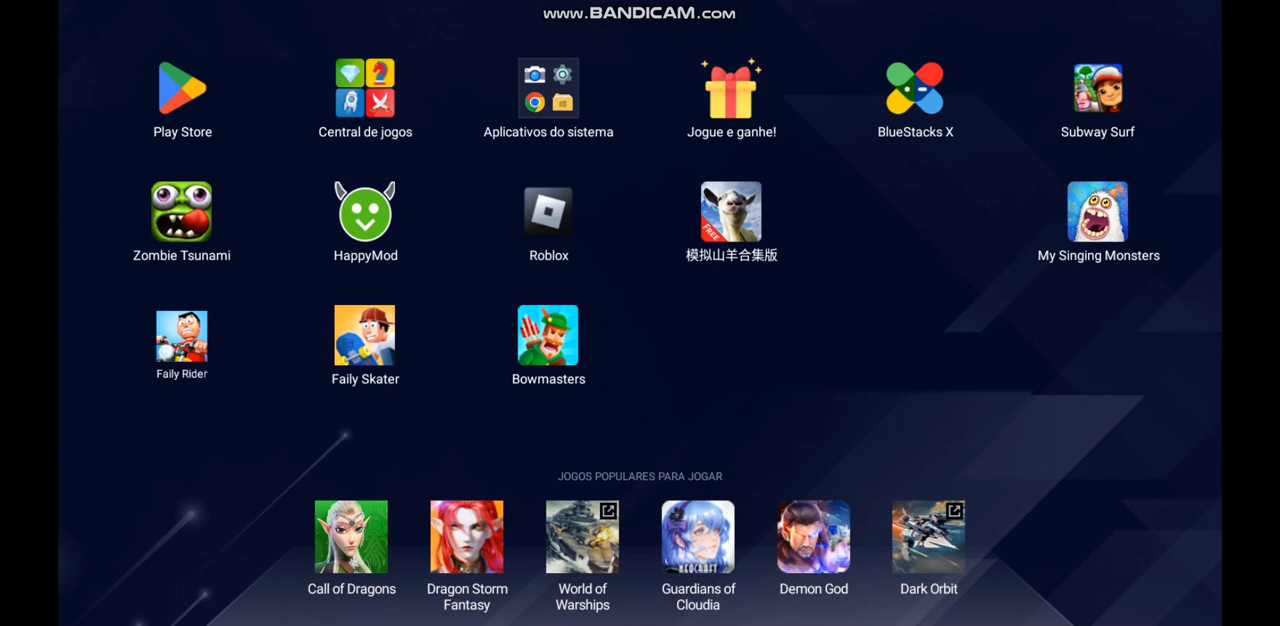 www.BANDICAM.com
Play Store
Central de jogos
Aplicativos do sistema
Jogue e ganhe!
BlueStacks X
Subway Surf
Zombie Tsunami
HappyMod
Roblox
FREE
模拟山羊合集版
My Singing Monsters
Faily Rider
Faily Skater
Bowmasters
JOGOS POPULARES PARA JOGAR
NEOCRAFT
Call of Dragons
Dragon Storm
Fantasy
World of
Warships
Guardians of
Cloudia
Demon God
Dark Orbit